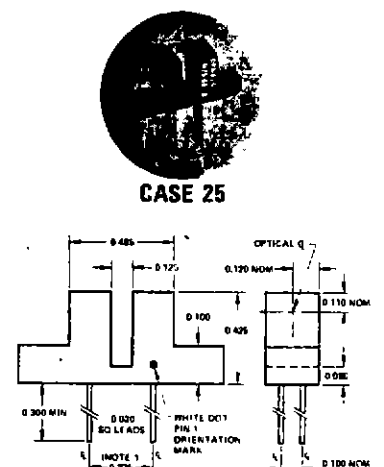 CASE 25
0.485
OPTICAL ȼ
0.125
0.120 NOM
0.110 NOM
0.100
0.425
0.300 MIN
0.020
SQ LEADS
WHITE DOT
PIN 1
ORIENTATION
MARK
(NOTE 1
0.100 NOM